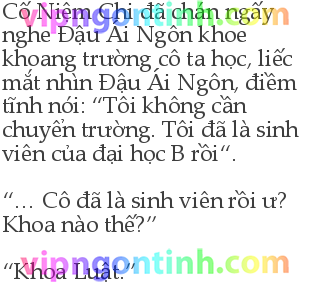 Cố Niệm Chi đã chán ngấy
nghe Đậu Ái Ngôn khoe
khoang trường cô ta học, liếc
mắt nhìn Đậu Ái Ngôn, điềm
tĩnh nói: “Tôi không cần
chuyển trường. Tôi đã là sinh
viên của đại học B rồi“.
“... Cô đã là sinh viên rồi ư?
Khoa nào thế?”
“Khoa Luật.”
vipngontinh.com
vipngontinh.com